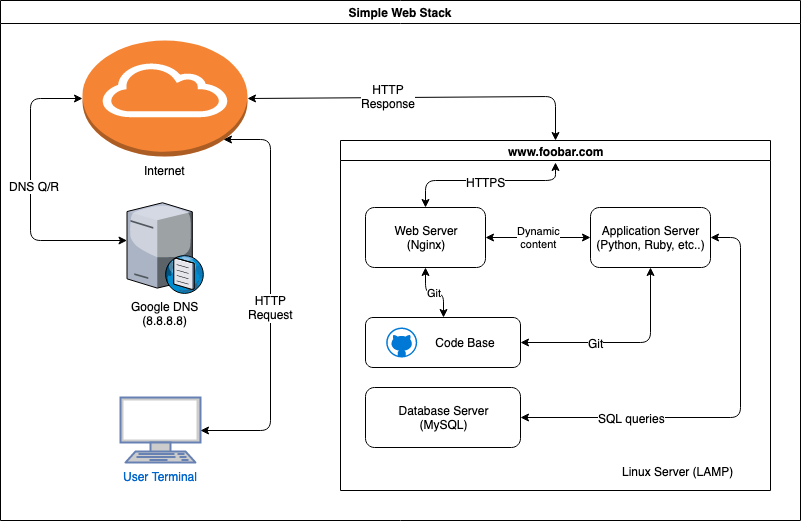 Simple Web Stack
HTTP
Response
www.foobar.com
Internet
HTTPS
DNS Q/R
Web Server
(Nginx)
Dynamic
content
Application Server
(Python, Ruby, etc..)
Git
Google DNS
(8.8.8.8)
HTTP
Request
Code Base
Git
Database Server
(MySQL)
SQL queries
User Terminal
Linux Server (LAMP)